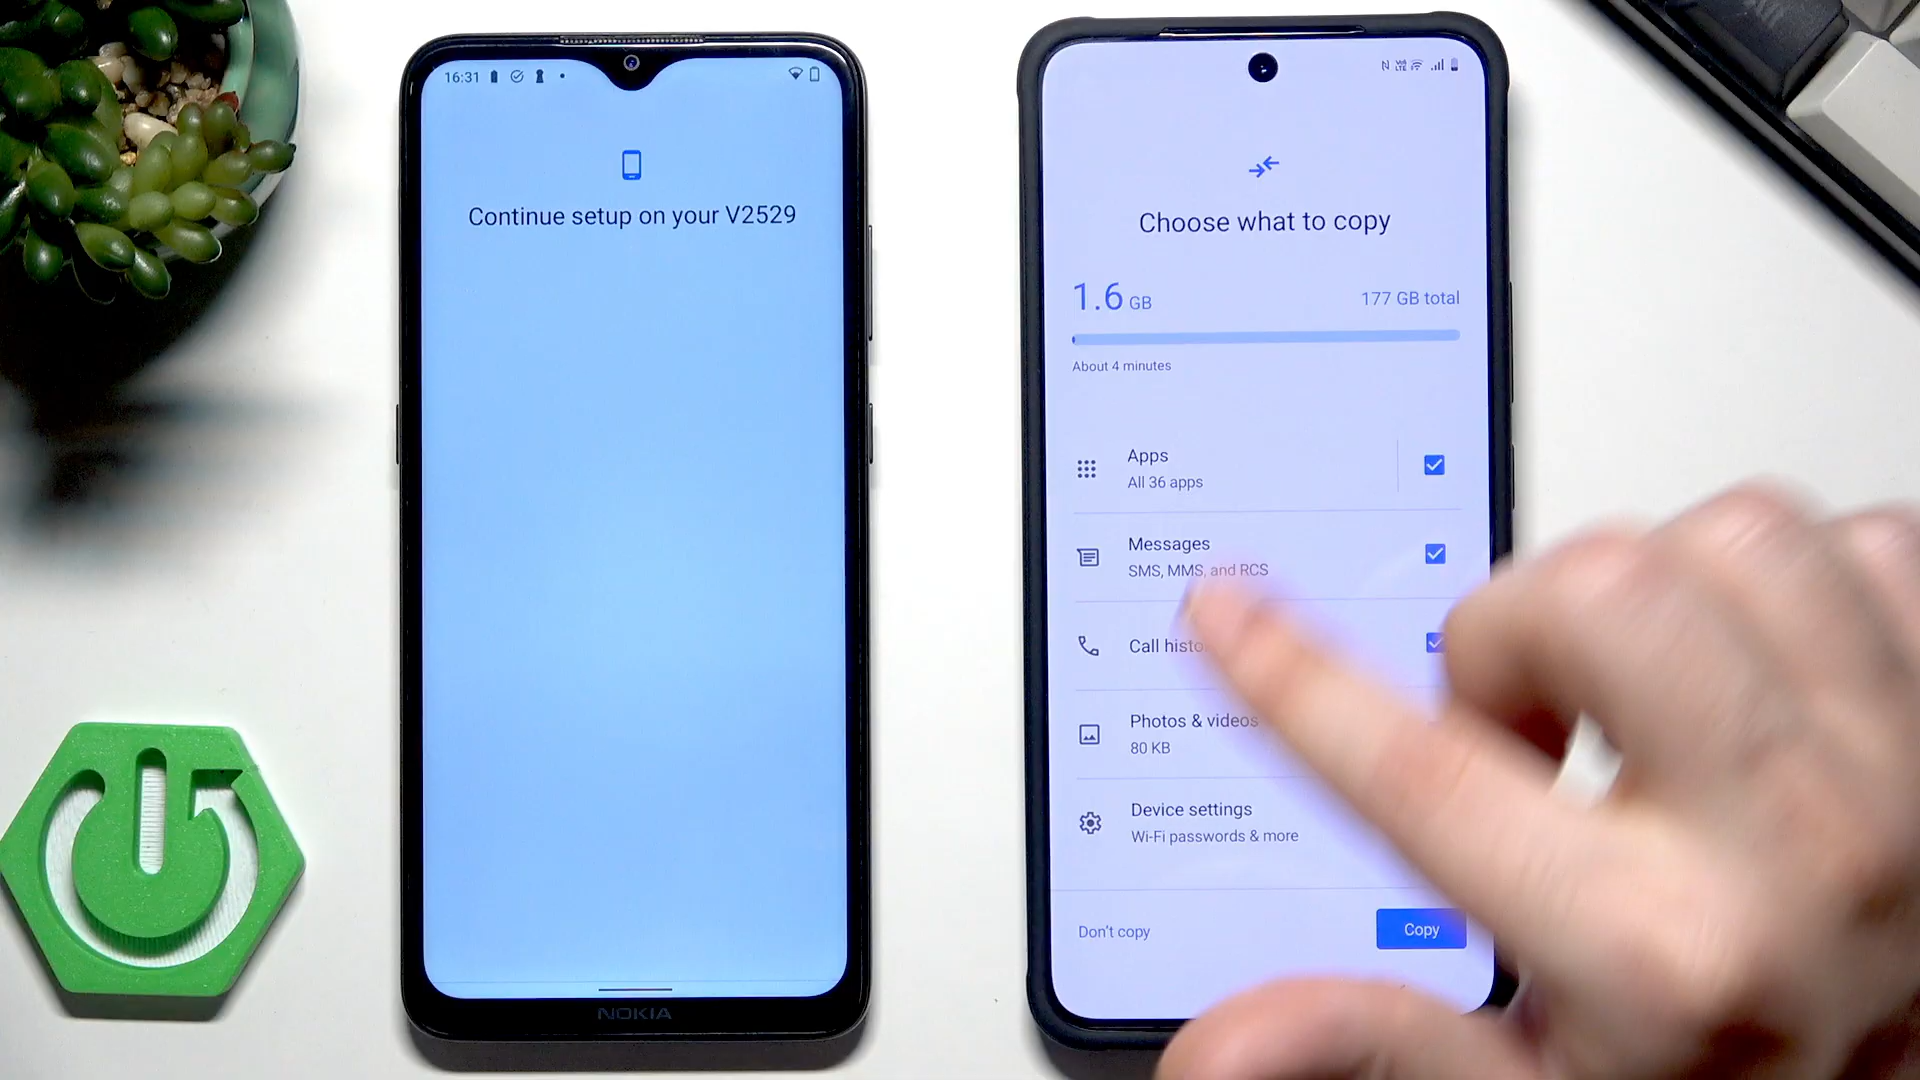 16:31
Continue setup on your V2529
NOKIA
Choose what to copy
1.6 GB
177 GB total
About 4 minutes
Apps
All 36 apps
Messages
SMS, MMS, and RCS
Call histo
Photos & videos
80 KB
Device settings
Wi-Fi passwords & more
Don't copy
Copy